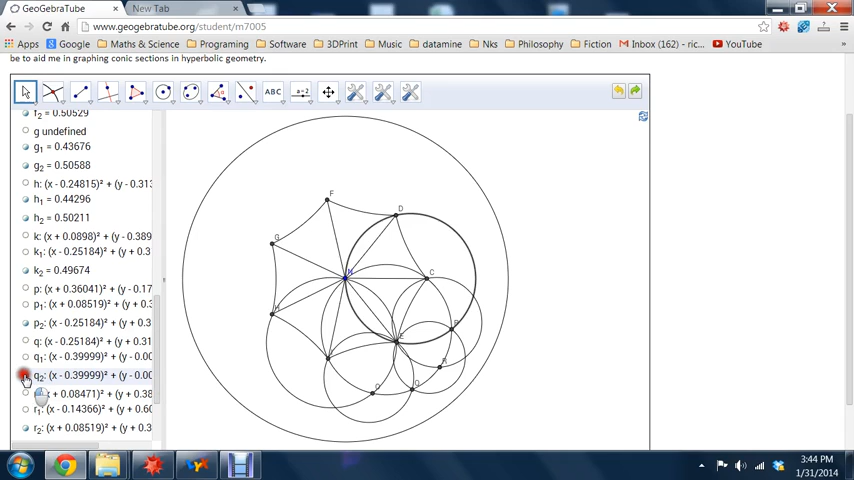 GeoGebraTube
New Tab
www.geogebratube.org/student/m7005
Apps Google Maths & Science Programing Software 3DPrint datamine Nks Philosophy Fiction Inbox (162) - ric... YouTube
be to aid me in graphing conic sections in hyperbolic geometry.
ABC
a=2
f₂ = 0.50529
g undefined
g₁ = 0.43676
g₂ = 0.50588
h: (x - 0.24815)² + (y - 0.313
h₁ = 0.44296
h₂ = 0.50211
k: (x + 0.0898)² + (y - 0.389
k₁: (x - 0.25184)² + (y + 0.3
k₂ = 0.49674
p: (x + 0.36041)² + (y - 0.17
p₁: (x + 0.08519)² + (y + 0.3
p₂: (x - 0.25184)² + (y + 0.3
q: (x - 0.25184)² + (y + 0.31
q₁: (x - 0.39999)² + (y - 0.00
q₂: (x - 0.39999)² + (y - 0.00
x + 0.08471)² + (y + 0.38
r₁: (x - 0.14366)² + (y + 0.60
r₂: (x + 0.08519)² + (y + 0.3
F
D
G
C
E
R
O
Q
3:44 PM
1/31/2014